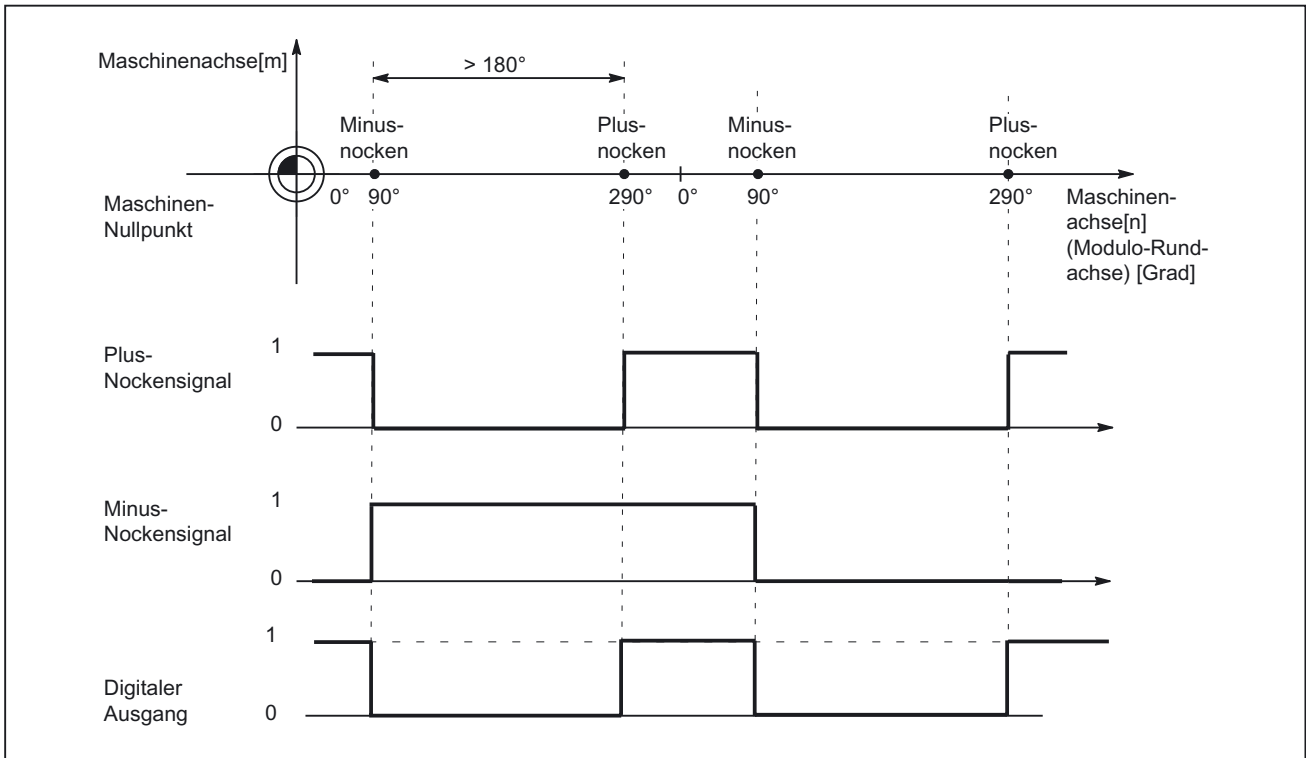 Maschinenachse[m]
> 180°
Minus-
nocken
Plus-
nocken
Minus-
nocken
Plus-
nocken
Maschinen-
Nullpunkt
0°
90°
290°
0°
90°
290°
Maschinen-
achse[n]
(Modulo-Rund-
achse) [Grad]
Plus-
Nockensignal
1
0
Minus-
Nockensignal
1
0
Digitaler
Ausgang
1
0